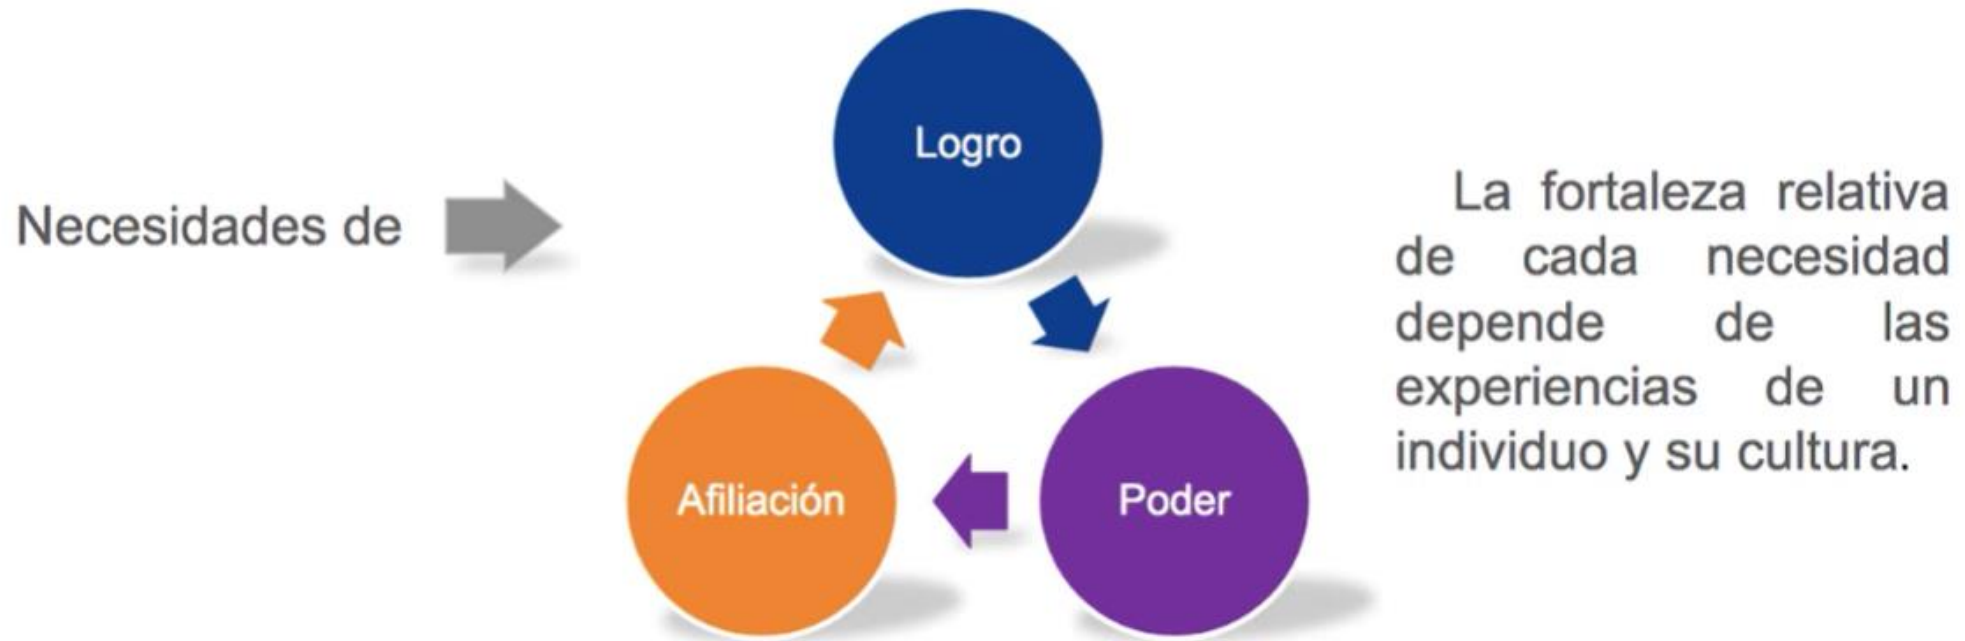 Necesidades de
Logro
Poder
Afiliación
La fortaleza relativa
de cada necesidad
depende de las
experiencias de un
individuo y su cultura.